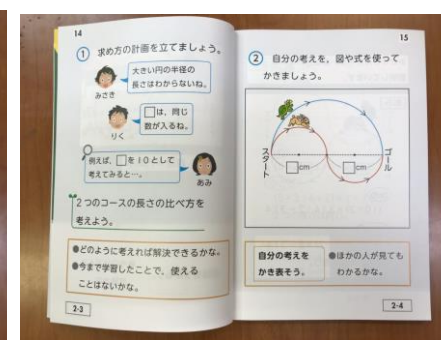 14
① 求め方の計画を立てましょう。
大きい円の半径の
長さはわからないね。
みさき
□は、同じ
数が入るね。
りく
例えば、□を10として
考えてみると…。
あみ
2つのコースの長さの比べ方を
考えよう。
●どのように考えれば解決できるかな。
●今まで学習したことで、使える
ことはないかな。
2-3
15
② 自分の考えを、図や式を使って
かきましょう。
スタート
□cm
□cm
ゴール
自分の考えを
かき表そう。
●ほかの人が見ても
わかるかな。
2-4